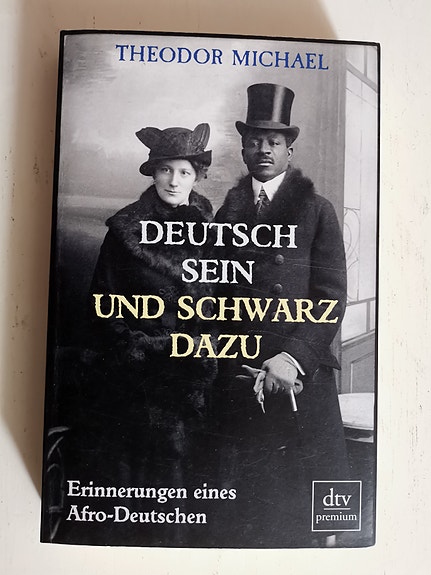 THEODOR MICHAEL
DEUTSCH
SEIN
UND SCHWARZ
DAZU
Erinnerungen eines
Afro-Deutschen
dtv
premium